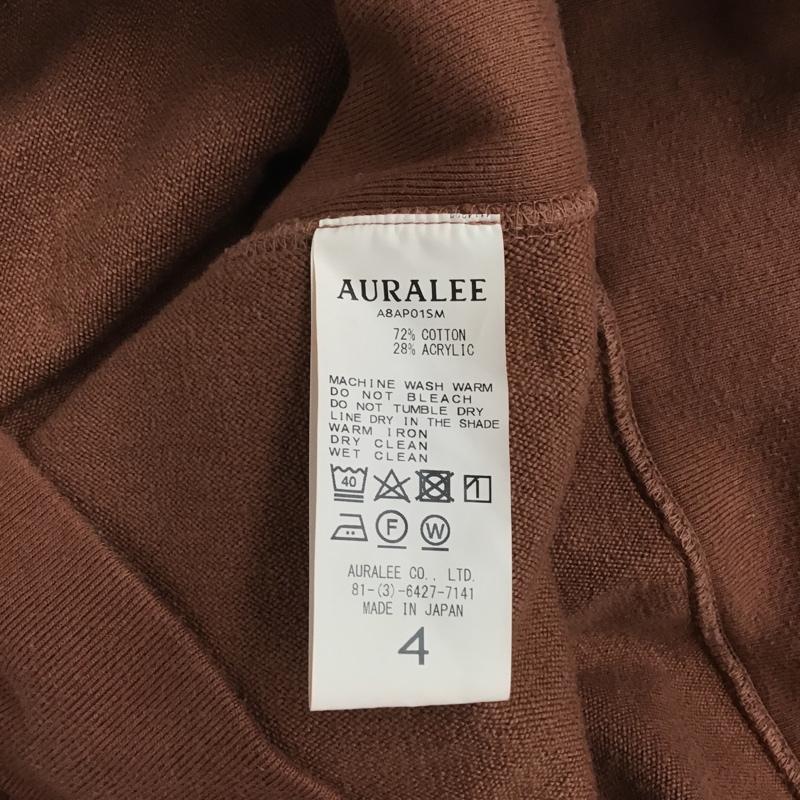 AURALEE
A8AP01SM
72% COTTON
28% ACRYLIC
MACHINE WASH WARM
DO NOT BLEACH
DO NOT TUMBLE DRY
LINE DRY IN THE SHADE
WARM IRON
DRY CLEAN
WET CLEAN
40
F W
AURALEE CO., LTD.
81-(3)-6427-7141
MADE IN JAPAN
4